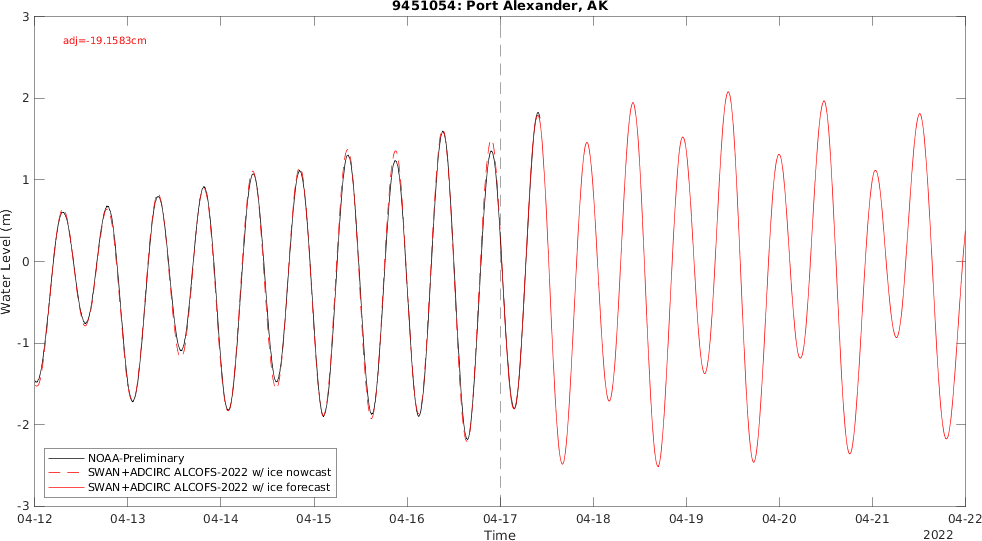 9451054: Port Alexander, AK
adj=-19.1583cm
3
2
1
0
-1
-2
-3
Water Level (m)
NOAA-Preliminary
SWAN+ADCIRC ALCOFS-2022 w/ ice nowcast
SWAN+ADCIRC ALCOFS-2022 w/ ice forecast
04-12 04-13 04-14 04-15 04-16 04-17 04-18 04-19 04-20 04-21 04-22
Time
2022